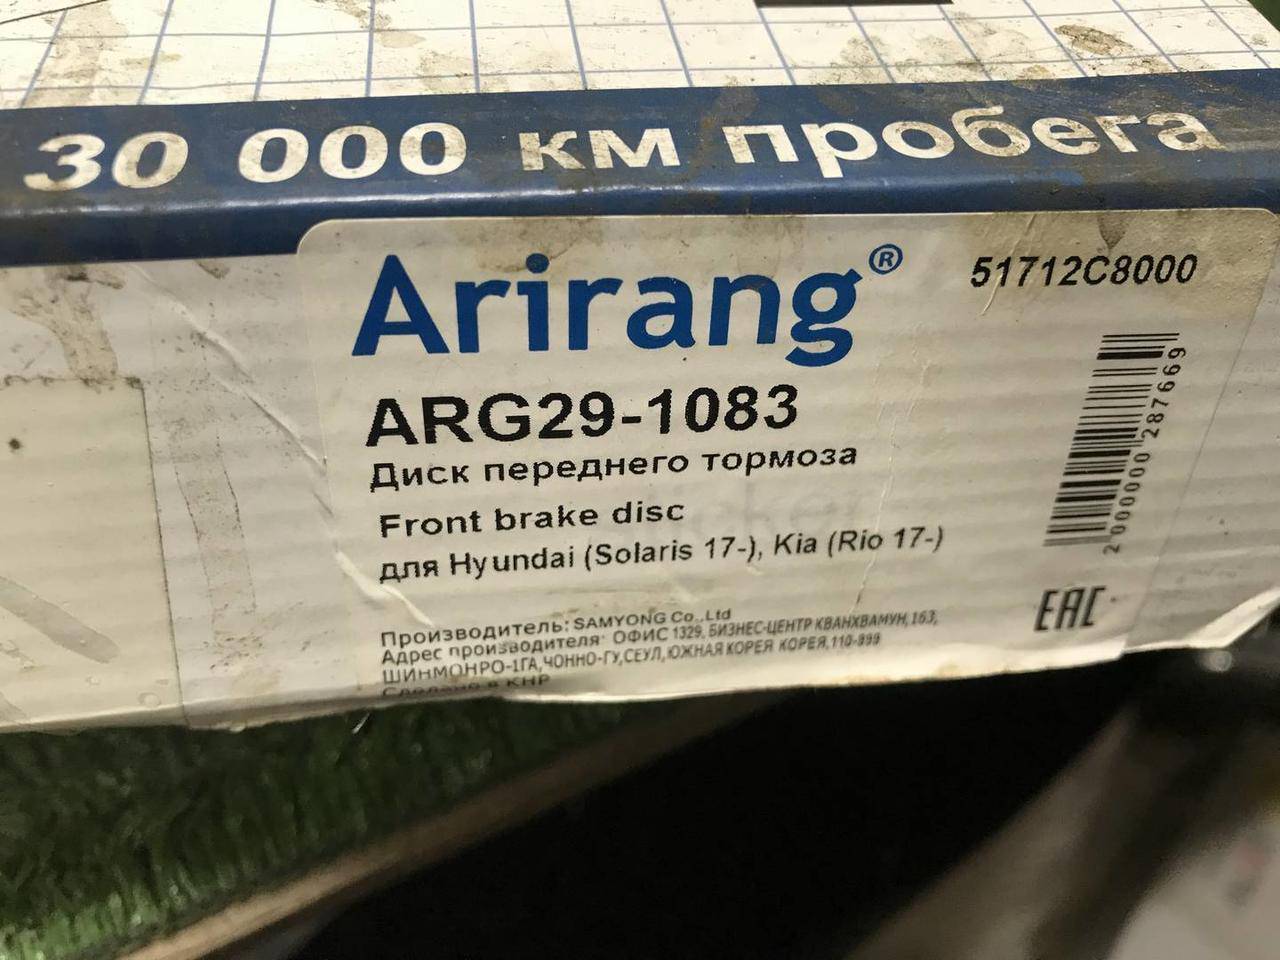 30 000 км пробега
Arirang®
51712C8000
ARG29-1083
Диск переднего тормоза
Front brake disc
для Hyundai (Solaris 17-), Kia (Rio 17-)
2000000287669
Производитель: SAMYONG Co.,Ltd
Адрес производителя: ОФИС 1329, БИЗНЕС-ЦЕНТР КВАНХВАМУН, 163,
ШИНМОНРО-1ГА, ЧОННО-ГУ, СЕУЛ, ЮЖНАЯ КОРЕЯ КОРЕЯ, 110-999
Сделано в КНР
EAC